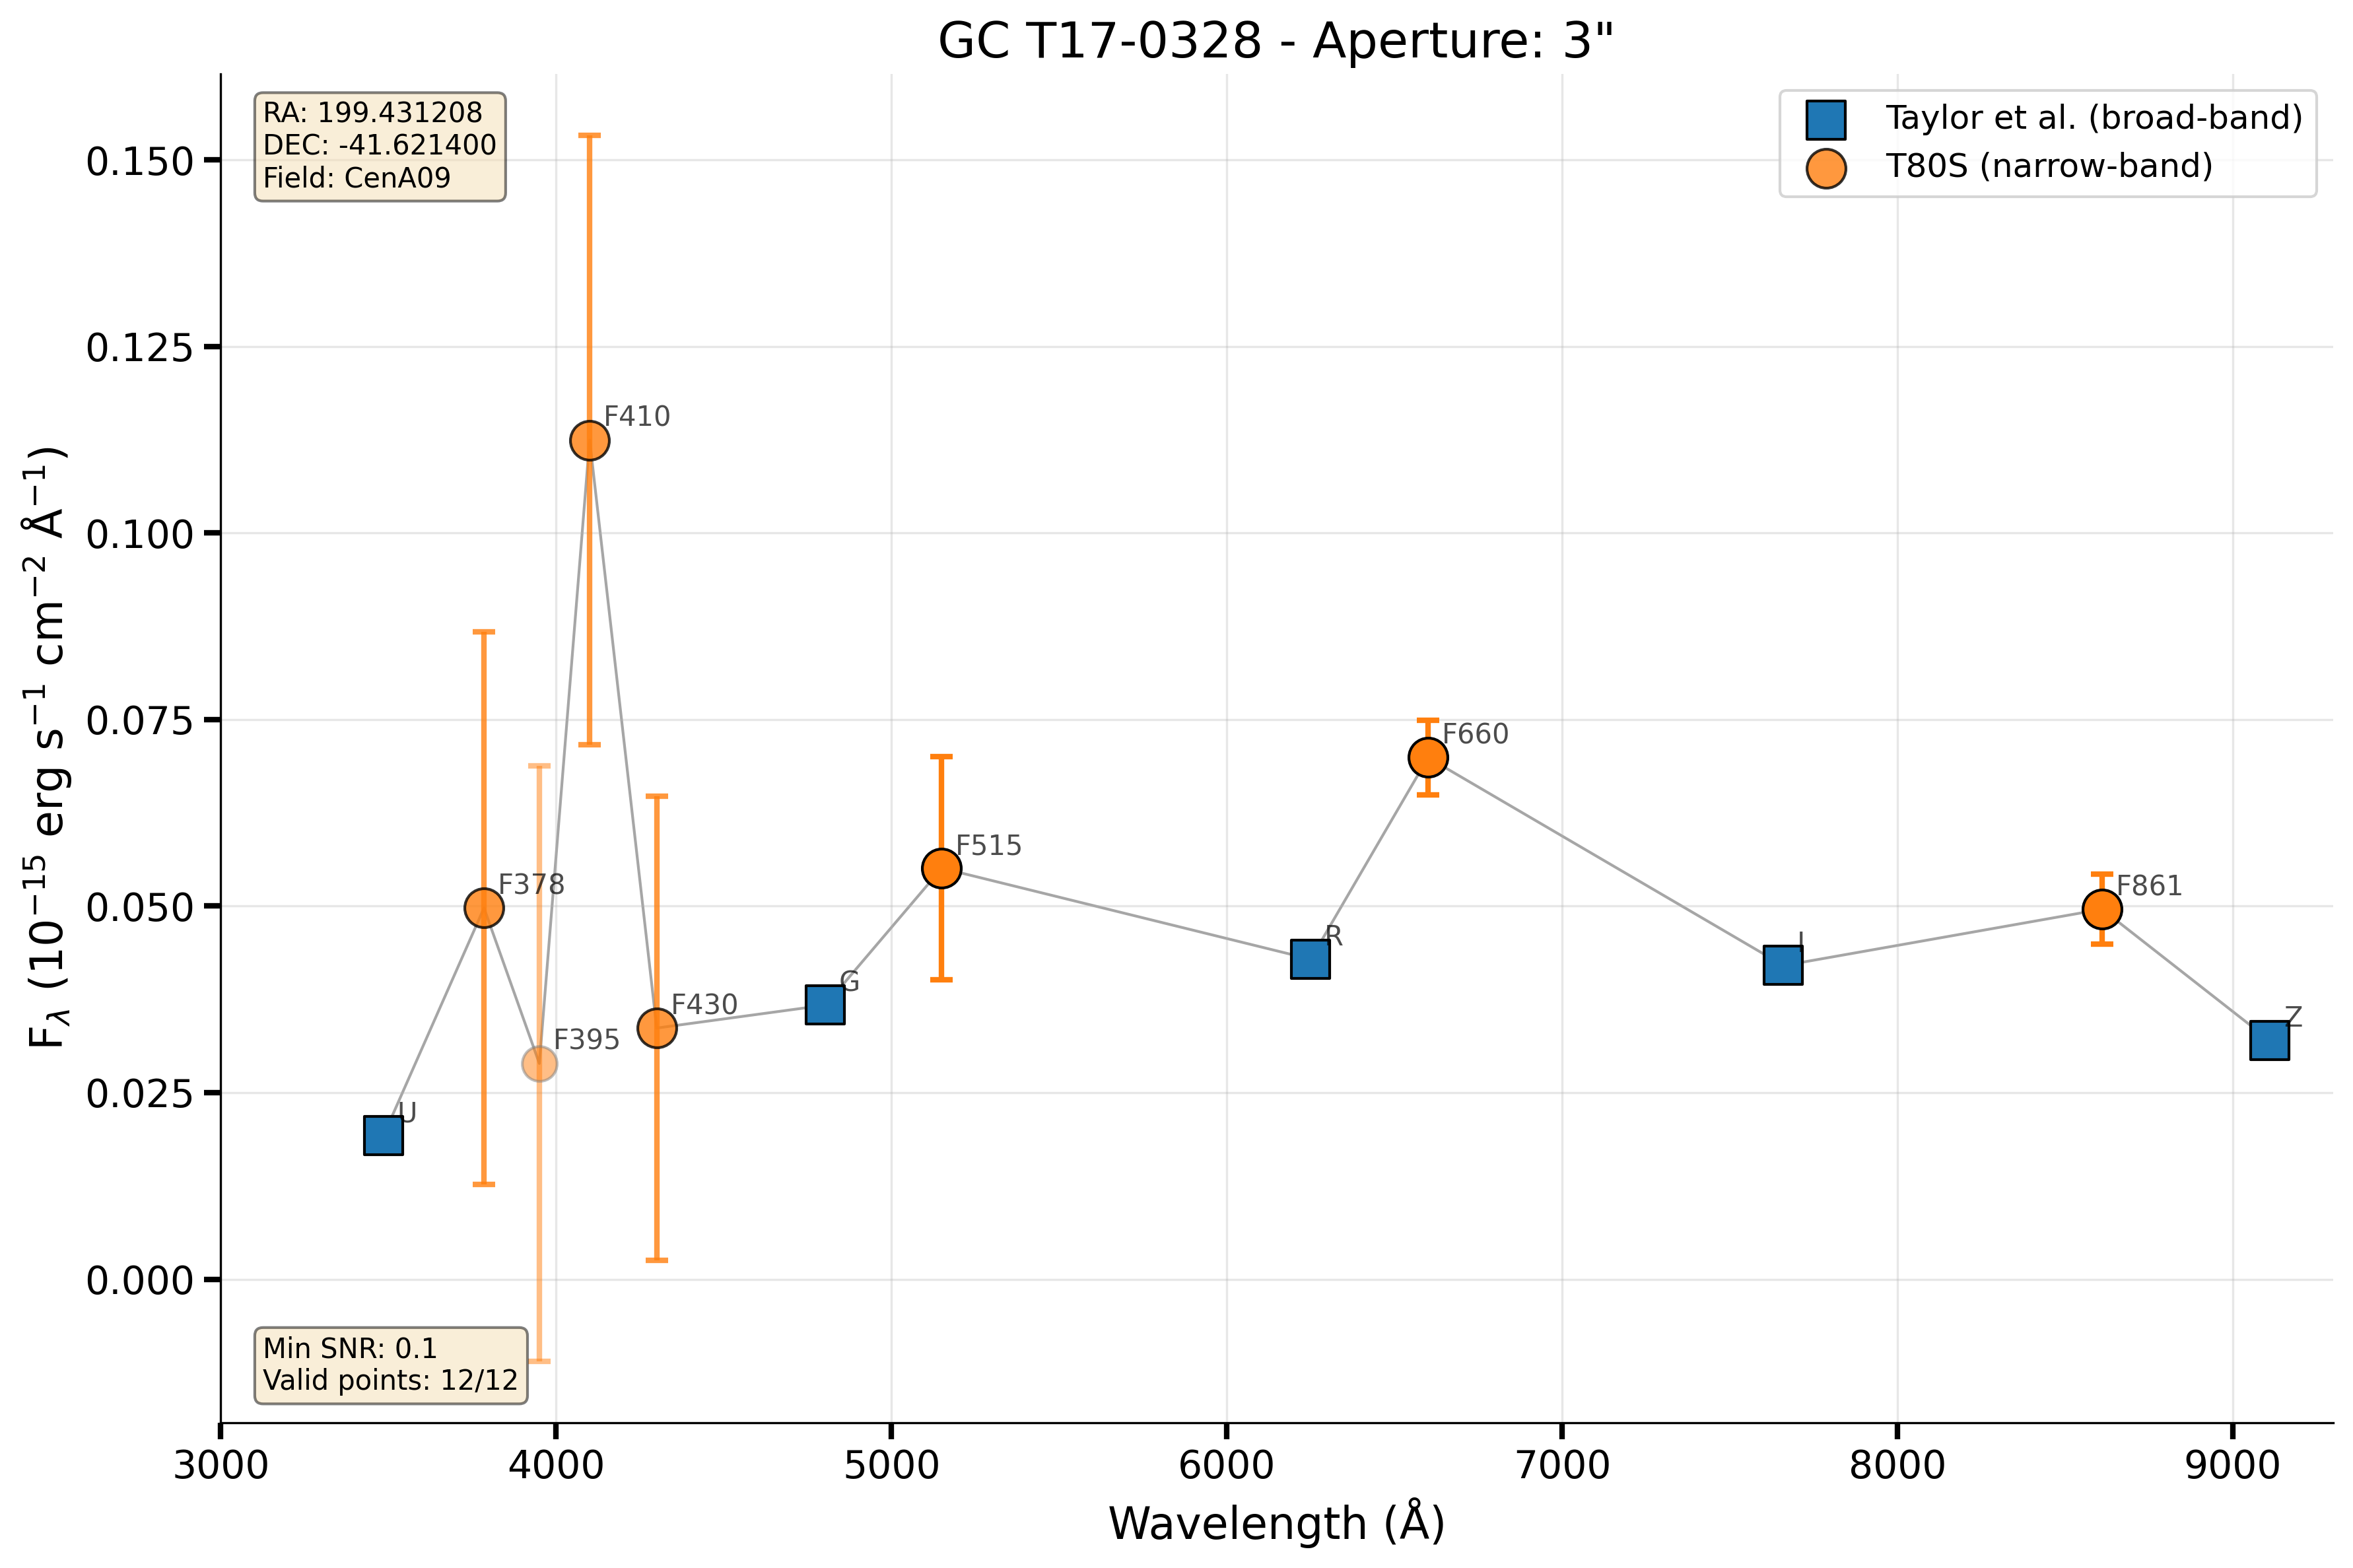 GC T17-0328 - Aperture: 3"
RA: 199.431208
DEC: -41.621400
Field: CenA09
Taylor et al. (broad-band)
T80S (narrow-band)
0.150
0.125
0.100
0.075
0.050
0.025
0.000
F_λ (10⁻¹⁵ erg s⁻¹ cm⁻² Å⁻¹)
U
F378
F395
F410
F430
G
F515
R
F660
I
F861
Z
Min SNR: 0.1
Valid points: 12/12
3000 4000 5000 6000 7000 8000 9000
Wavelength (Å)